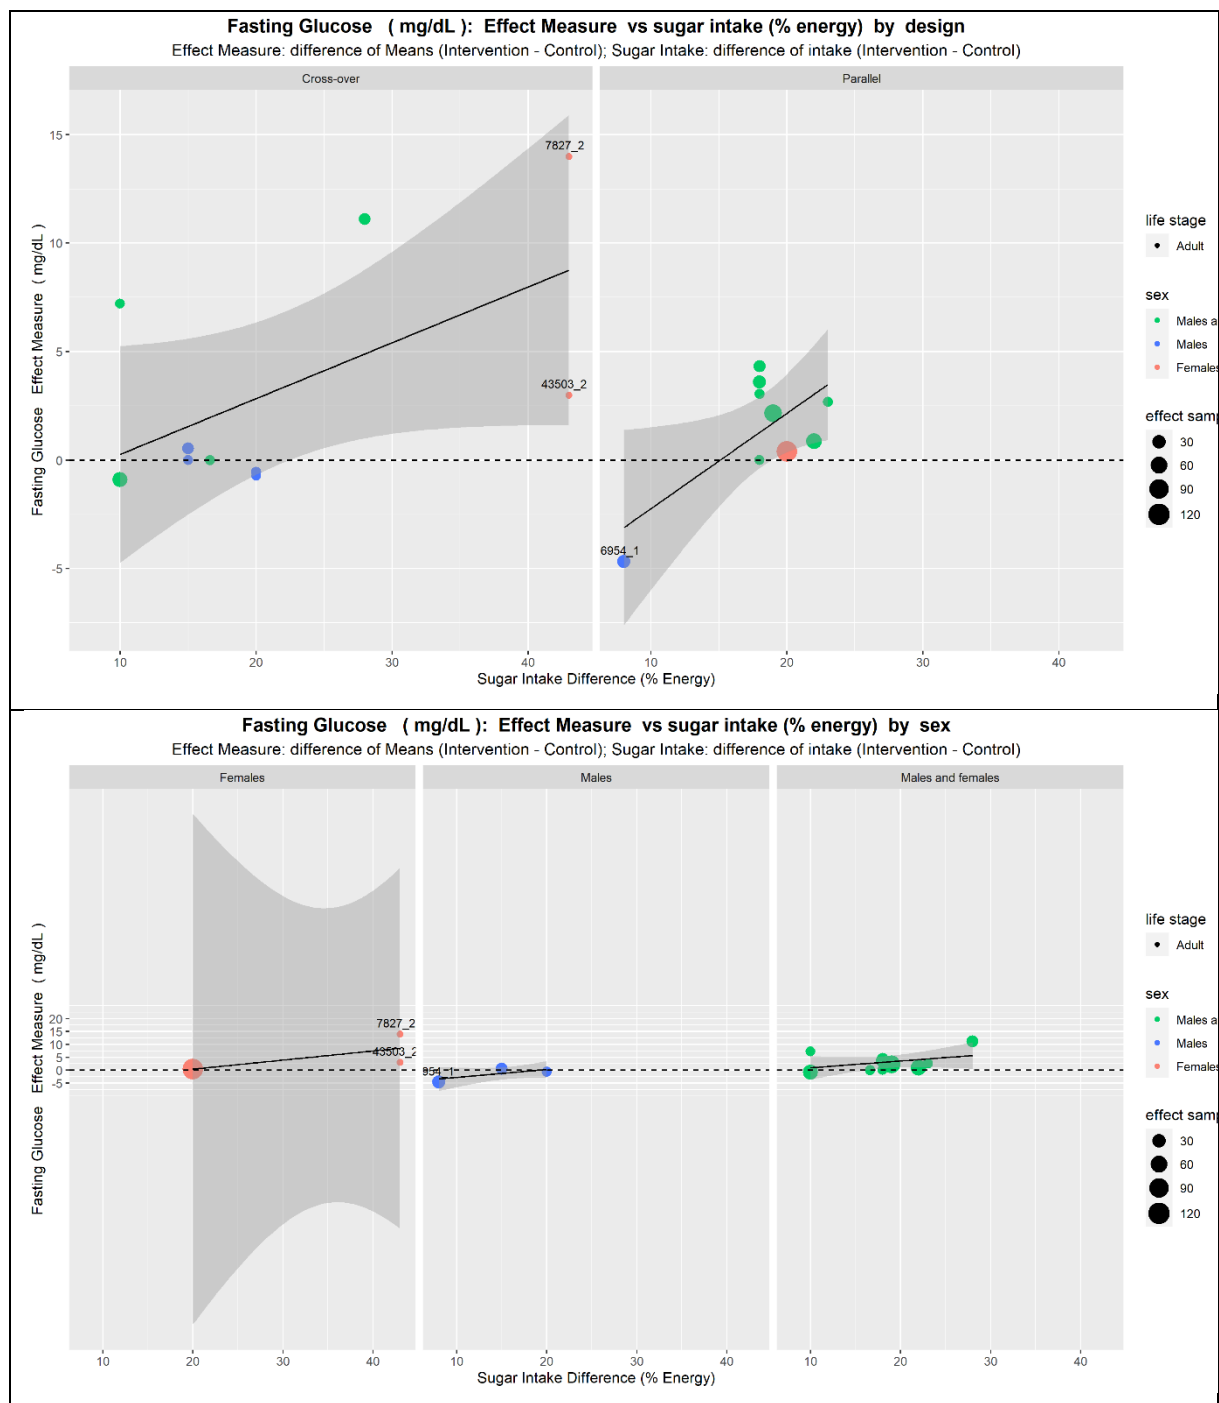 Fasting Glucose ( mg/dL ): Effect Measure vs sugar intake (% energy) by design
Effect Measure: difference of Means (Intervention - Control); Sugar Intake: difference of intake (Intervention - Control)
Cross-over
Parallel
Fasting Glucose Effect Measure ( mg/dL )
15
10
5
0
-5
7827_2
43503_2
6954_1
10 20 30 40
10 20 30 40
Sugar Intake Difference (% Energy)
life stage
Adult
sex
Males a
Males
Females
effect samp
30
60
90
120
Fasting Glucose ( mg/dL ): Effect Measure vs sugar intake (% energy) by sex
Effect Measure: difference of Means (Intervention - Control); Sugar Intake: difference of intake (Intervention - Control)
Females
Males
Males and females
Fasting Glucose Effect Measure ( mg/dL )
20
15
10
5
0
-5
7827_2
43503_2
954_1
10 20 30 40
10 20 30 40
10 20 30 40
Sugar Intake Difference (% Energy)
life stage
Adult
sex
Males a
Males
Females
effect samp
30
60
90
120